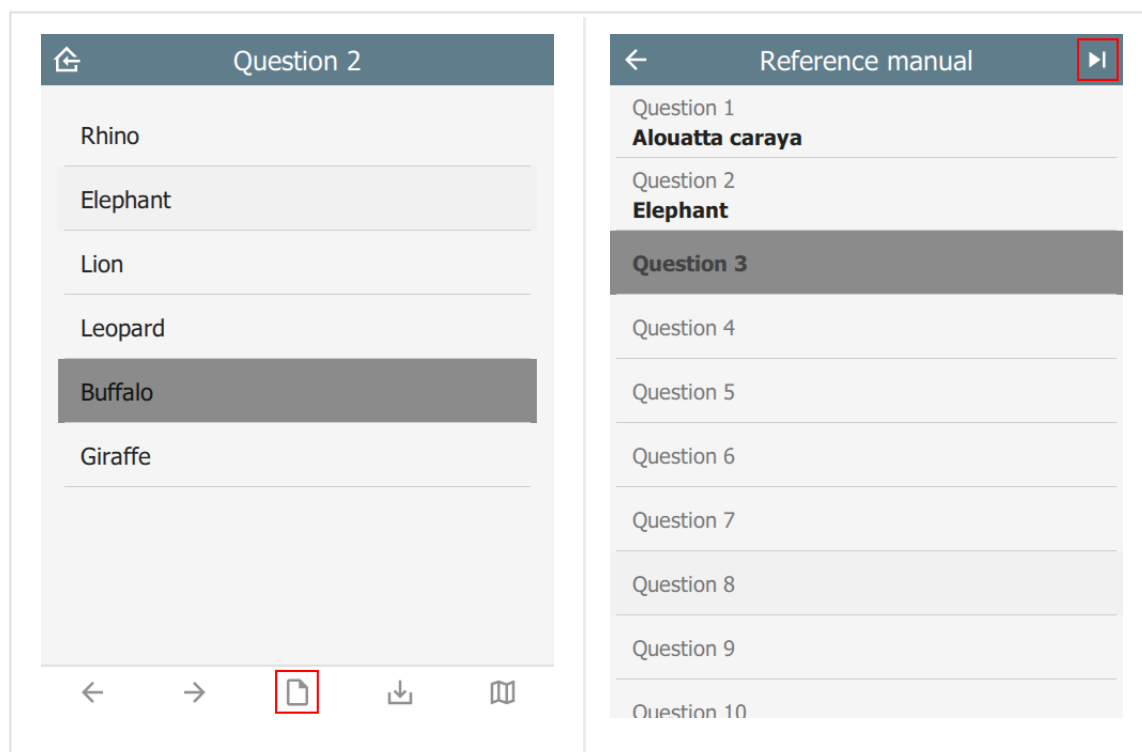 Question 2
Rhino
Elephant
Lion
Leopard
Buffalo
Giraffe
Reference manual
Question 1
Alouatta caraya
Question 2
Elephant
Question 3
Question 4
Question 5
Question 6
Question 7
Question 8
Question 9
Question 10